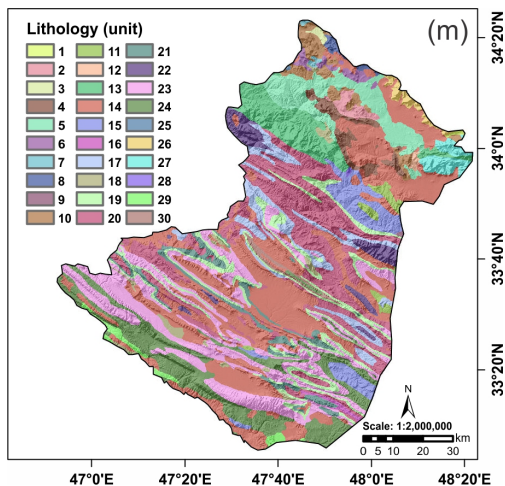 (m)
Lithology (unit)
1 11 21
2 12 22
3 13 23
4 14 24
5 15 25
6 16 26
7 17 27
8 18 28
9 19 29
10 20 30
34°20'N
34°0'N
33°40'N
33°20'N
N
Scale: 1:2,000,000
km
0 5 10 20 30
47°0'E 47°20'E 47°40'E 48°0'E 48°20'E